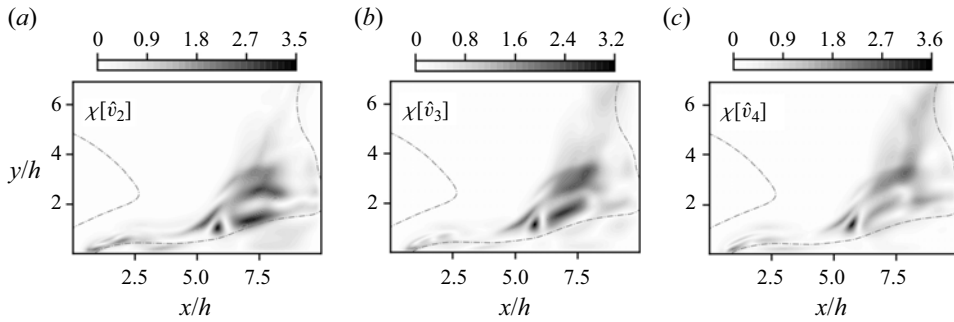 (a) (b) (c)
0 0.9 1.8 2.7 3.5 0 0.8 1.6 2.4 3.2 0 0.9 1.8 2.7 3.6
6 χ[v̂₂] 6 χ[v̂₃] 6 χ[v̂₄]
y/h 4 4 4
2 2 2
2.5 5.0 7.5 2.5 5.0 7.5 2.5 5.0 7.5
x/h x/h x/h